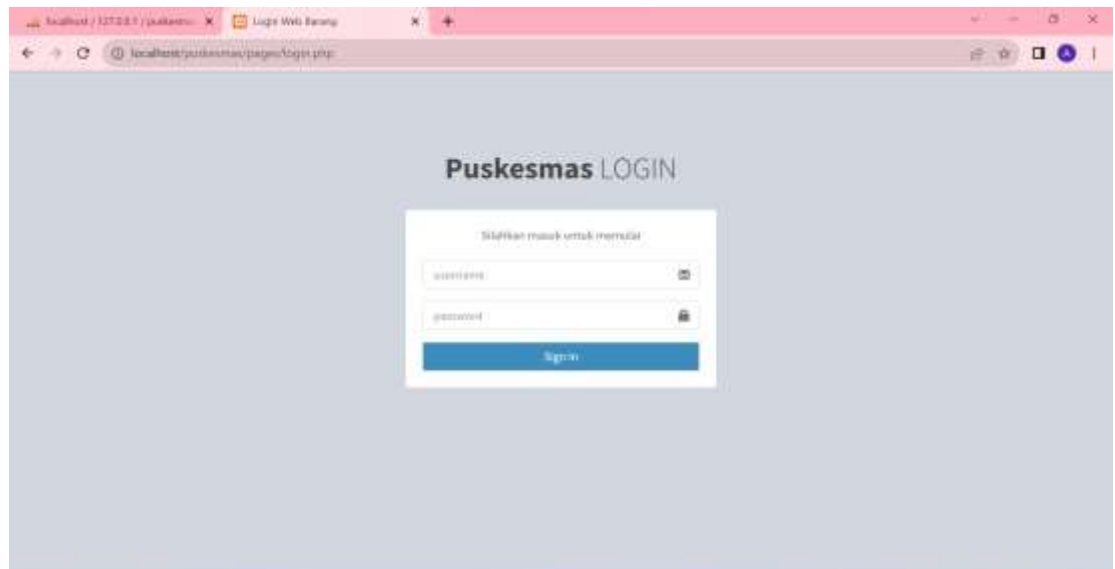 localhost / 127.0.0.1 / puskesmas
Login Web Barang
localhost/puskesmas/pages/login.php
A
Puskesmas LOGIN
Silahkan masuk untuk memulai
username
password
Sign In